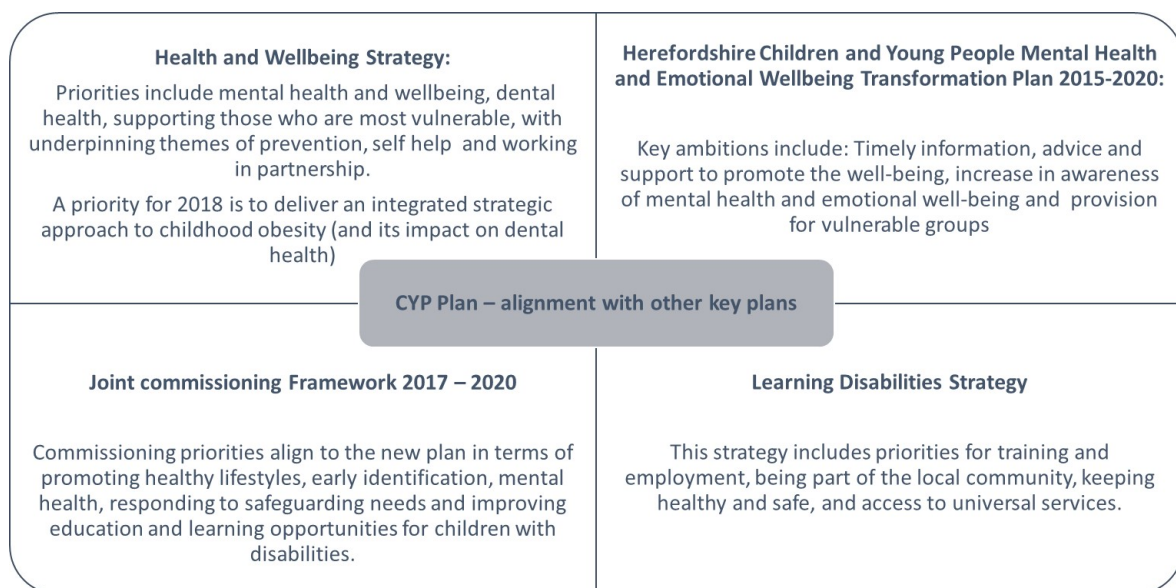 Health and Wellbeing Strategy:
Priorities include mental health and wellbeing, dental
health, supporting those who are most vulnerable, with
underpinning themes of prevention, self help and working
in partnership.
A priority for 2018 is to deliver an integrated strategic
approach to childhood obesity (and its impact on dental
health)
Herefordshire Children and Young People Mental Health
and Emotional Wellbeing Transformation Plan 2015-2020:
Key ambitions include: Timely information, advice and
support to promote the well-being, increase in awareness
of mental health and emotional well-being and provision
for vulnerable groups
CYP Plan – alignment with other key plans
Joint commissioning Framework 2017 – 2020
Commissioning priorities align to the new plan in terms of
promoting healthy lifestyles, early identification, mental
health, responding to safeguarding needs and improving
education and learning opportunities for children with
disabilities.
Learning Disabilities Strategy
This strategy includes priorities for training and
employment, being part of the local community, keeping
healthy and safe, and access to universal services.